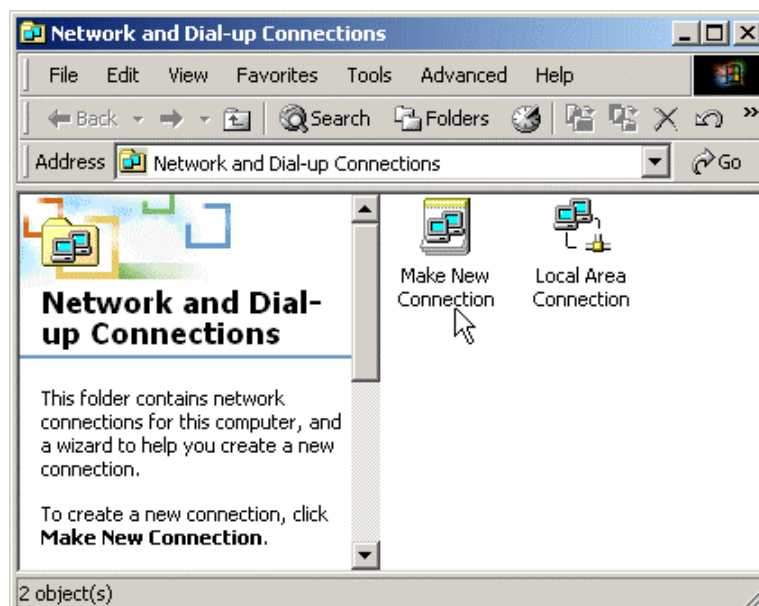 Network and Dial-up Connections
File Edit View Favorites Tools Advanced Help
Back Search Folders »
Address Network and Dial-up Connections Go
Make New
Connection
Local Area
Connection
Network and Dial-
up Connections
This folder contains network
connections for this computer, and
a wizard to help you create a new
connection.
To create a new connection, click
Make New Connection.
2 object(s)